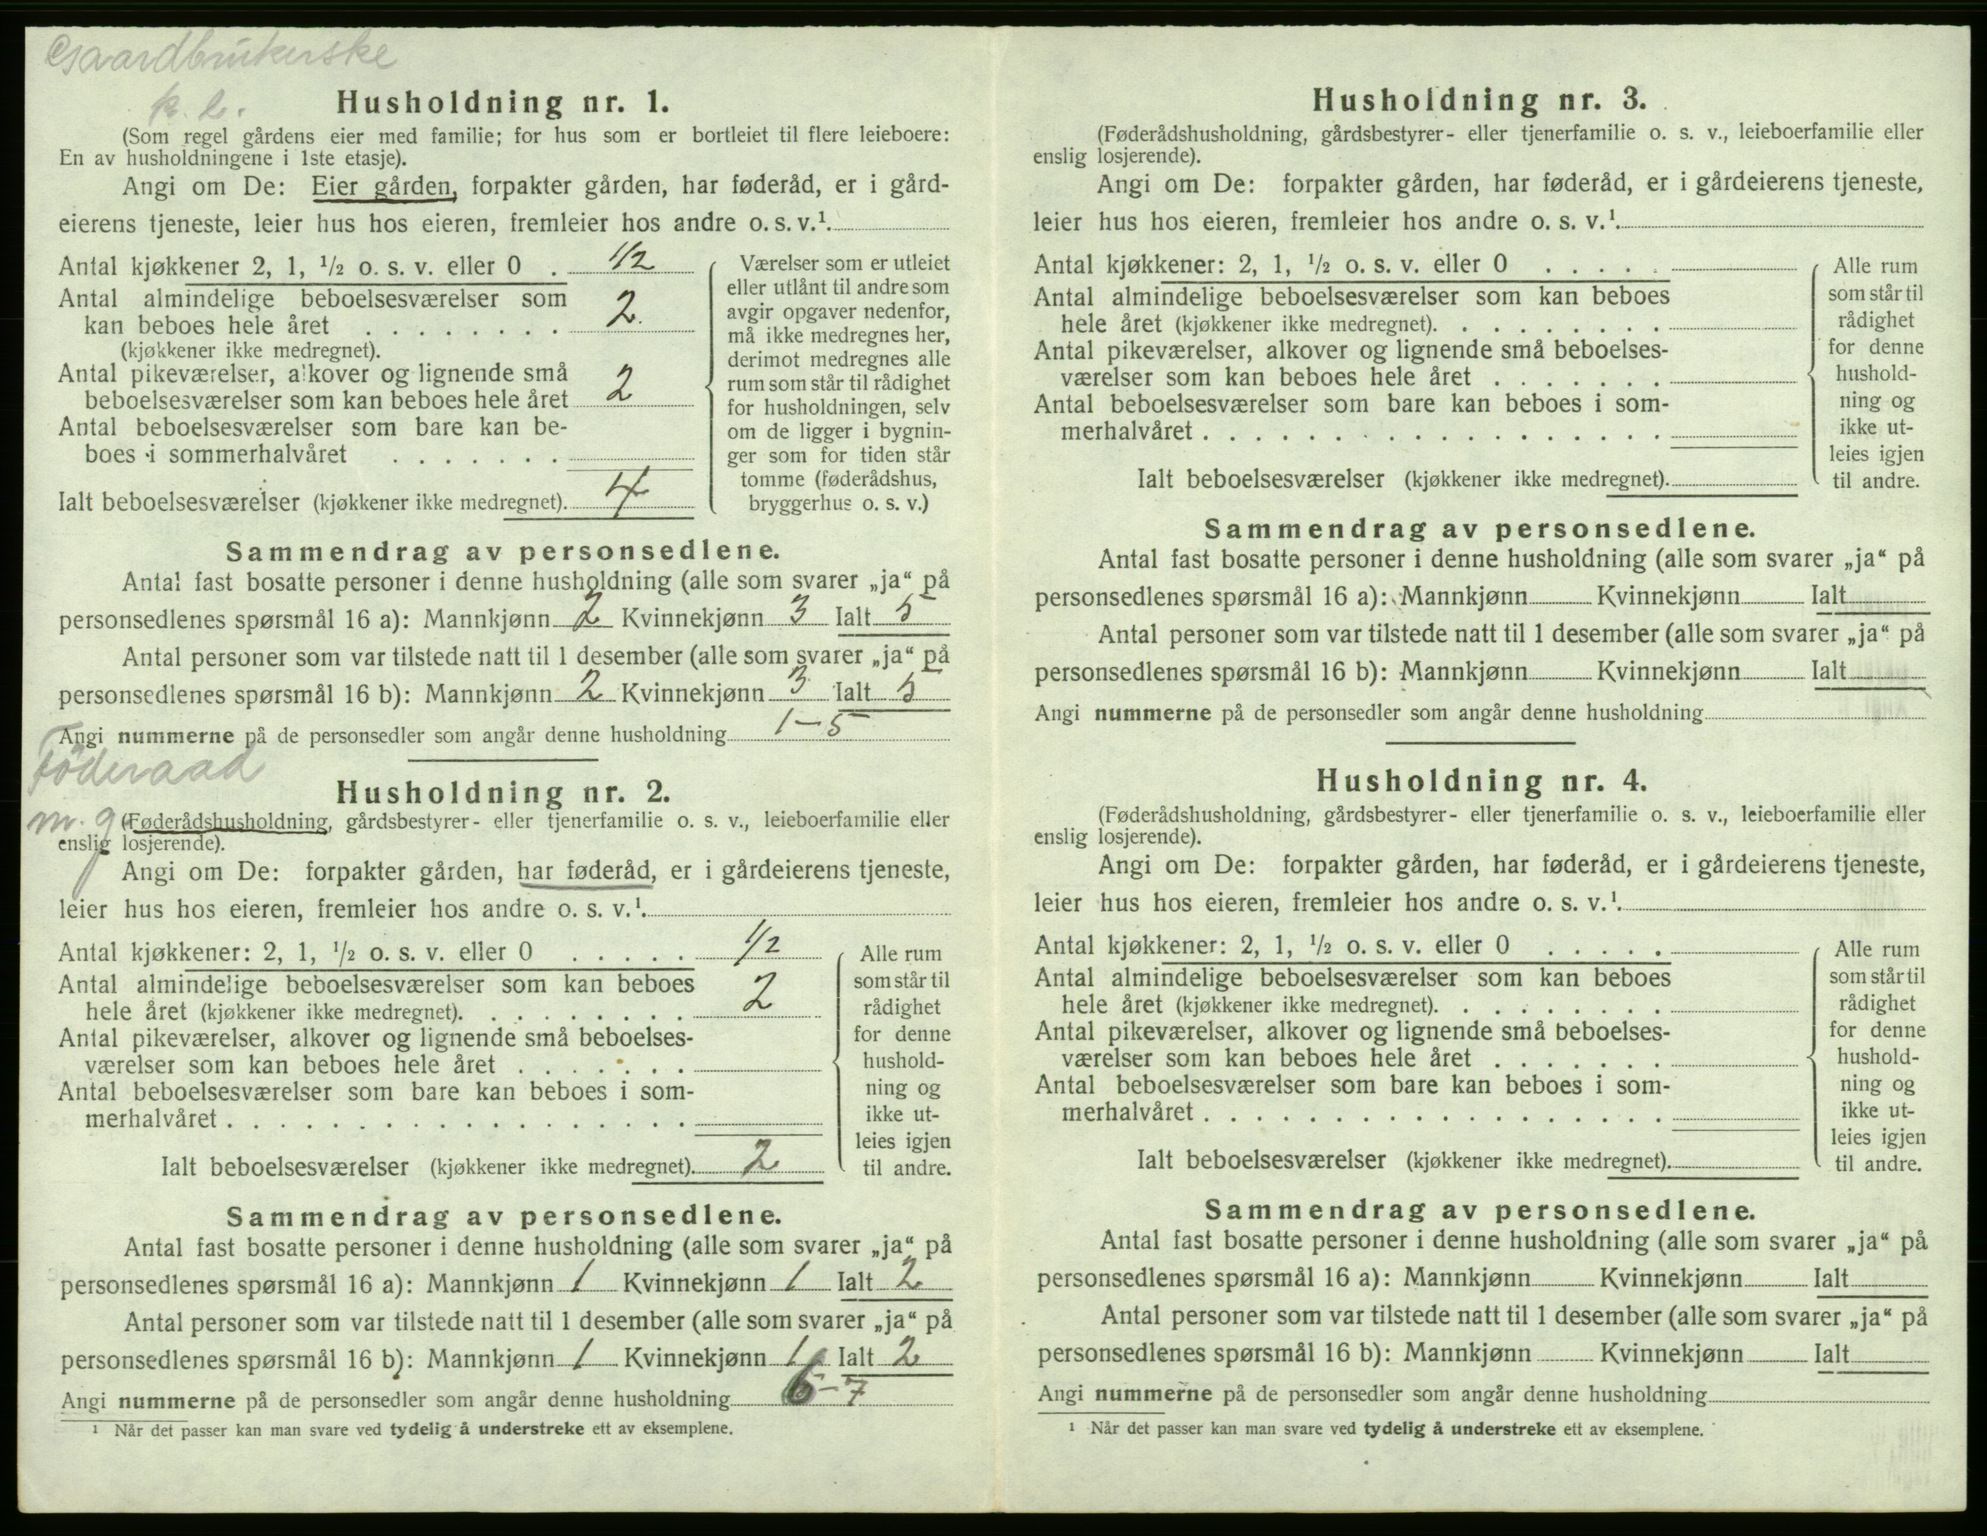 Gaardbrukerske
k. l.
Husholdning nr. 1.
(Som regel gårdens eier med familie; for hus som er bortleiet til flere leieboere:
En av husholdningene i 1ste etasje).
Angi om De: Eier gården, forpakter gården, har føderåd, er i gård-
eierens tjeneste, leier hus hos eieren, fremleier hos andre o. s. v.¹
Antal kjøkkener 2, 1, ½ o. s. v. eller 0 . 1/2
Antal almindelige beboelsesværelser som
kan beboes hele året . . . . . . . . 2
(kjøkkener ikke medregnet).
Antal pikeværelser, alkover og lignende små
beboelsesværelser som kan beboes hele året 2
Antal beboelsesværelser som bare kan be-
boes i sommerhalvåret . . . . . . .
Ialt beboelsesværelser (kjøkkener ikke medregnet). 4
Værelser som er utleiet
eller utlånt til andre som
avgir opgaver nedenfor,
må ikke medregnes her,
derimot medregnes alle
rum som står til rådighet
for husholdningen, selv
om de ligger i bygnin-
ger som for tiden står
tomme (føderådshus,
bryggerhus o. s. v.)
Sammendrag av personsedlene.
Antal fast bosatte personer i denne husholdning (alle som svarer „ja“ på
personsedlenes spørsmål 16 a): Mannkjønn 2 Kvinnekjønn 3 Ialt 5
Antal personer som var tilstede natt til 1 desember (alle som svarer „ja“ på
personsedlenes spørsmål 16 b): Mannkjønn 2 Kvinnekjønn 3 Ialt 5
Angi nummerne på de personsedler som angår denne husholdning 1-5
Föderaad
m. g
Husholdning nr. 2.
(Føderådshusholdning, gårdsbestyrer- eller tjenerfamilie o. s. v., leieboerfamilie eller
enslig losjerende).
Angi om De: forpakter gården, har føderåd, er i gårdeierens tjeneste,
leier hus hos eieren, fremleier hos andre o. s. v.¹.
Antal kjøkkener: 2, 1, ½ o. s. v. eller 0 . . . . . 1/2
Antal almindelige beboelsesværelser som kan beboes
hele året (kjøkkener ikke medregnet). . . . . . . . . 2
Antal pikeværelser, alkover og lignende små beboelses-
værelser som kan beboes hele året . . . . . . .
Antal beboelsesværelser som bare kan beboes i som-
merhalvåret . . . . . . . . . . . . . . . . . .
Ialt beboelsesværelser (kjøkkener ikke medregnet). 2
Alle rum
som står til
rådighet
for denne
hushold-
ning og
ikke ut-
leies igjen
til andre.
Sammendrag av personsedlene.
Antal fast bosatte personer i denne husholdning (alle som svarer „ja“ på
personsedlenes spørsmål 16 a): Mannkjønn 1 Kvinnekjønn 1 Ialt 2
Antal personer som var tilstede natt til 1 desember (alle som svarer „ja“ på
personsedlenes spørsmål 16 b): Mannkjønn 1 Kvinnekjønn 1 Ialt 2
Angi nummerne på de personsedler som angår denne husholdning 6-7
¹ Når det passer kan man svare ved tydelig å understreke ett av eksemplene.
Husholdning nr. 3.
(Føderådshusholdning, gårdsbestyrer- eller tjenerfamilie o. s. v., leieboerfamilie eller
enslig losjerende).
Angi om De: forpakter gården, har føderåd, er i gårdeierens tjeneste,
leier hus hos eieren, fremleier hos andre o. s. v.¹
Antal kjøkkener: 2, 1, ½ o. s. v. eller 0 . . . . .
Antal almindelige beboelsesværelser som kan beboes
hele året (kjøkkener ikke medregnet). . . . . . . . .
Antal pikeværelser, alkover og lignende små beboelses-
værelser som kan beboes hele året . . . . . . .
Antal beboelsesværelser som bare kan beboes i som-
merhalvåret . . . . . . . . . . . . . . . . . .
Ialt beboelsesværelser (kjøkkener ikke medregnet).
Alle rum
som står til
rådighet
for denne
hushold-
ning og
ikke ut-
leies igjen
til andre.
Sammendrag av personsedlene.
Antal fast bosatte personer i denne husholdning (alle som svarer „ja“ på
personsedlenes spørsmål 16 a): Mannkjønn Kvinnekjønn Ialt
Antal personer som var tilstede natt til 1 desember (alle som svarer „ja“ på
personsedlenes spørsmål 16 b): Mannkjønn Kvinnekjønn Ialt
Angi nummerne på de personsedler som angår denne husholdning
Husholdning nr. 4.
(Føderådshusholdning, gårdsbestyrer- eller tjenerfamilie o. s. v., leieboerfamilie eller
enslig losjerende).
Angi om De: forpakter gården, har føderåd, er i gårdeierens tjeneste,
leier hus hos eieren, fremleier hos andre o. s. v.¹.
Antal kjøkkener: 2, 1, ½ o. s. v. eller 0 . . . . .
Antal almindelige beboelsesværelser som kan beboes
hele året (kjøkkener ikke medregnet). . . . . . . . .
Antal pikeværelser, alkover og lignende små beboelses-
værelser som kan beboes hele året . . . . . . .
Antal beboelsesværelser som bare kan beboes i som-
merhalvåret . . . . . . . . . . . . . . . . . .
Ialt beboelsesværelser (kjøkkener ikke medregnet).
Alle rum
som står til
rådighet
for denne
hushold-
ning og
ikke ut-
leies igjen
til andre.
Sammendrag av personsedlene.
Antal fast bosatte personer i denne husholdning (alle som svarer „ja“ på
personsedlenes spørsmål 16 a): Mannkjønn Kvinnekjønn Ialt
Antal personer som var tilstede natt til 1 desember (alle som svarer „ja“ på
personsedlenes spørsmål 16 b): Mannkjønn Kvinnekjønn Ialt
Angi nummerne på de personsedler som angår denne husholdning
¹ Når det passer kan man svare ved tydelig å understreke ett av eksemplene.